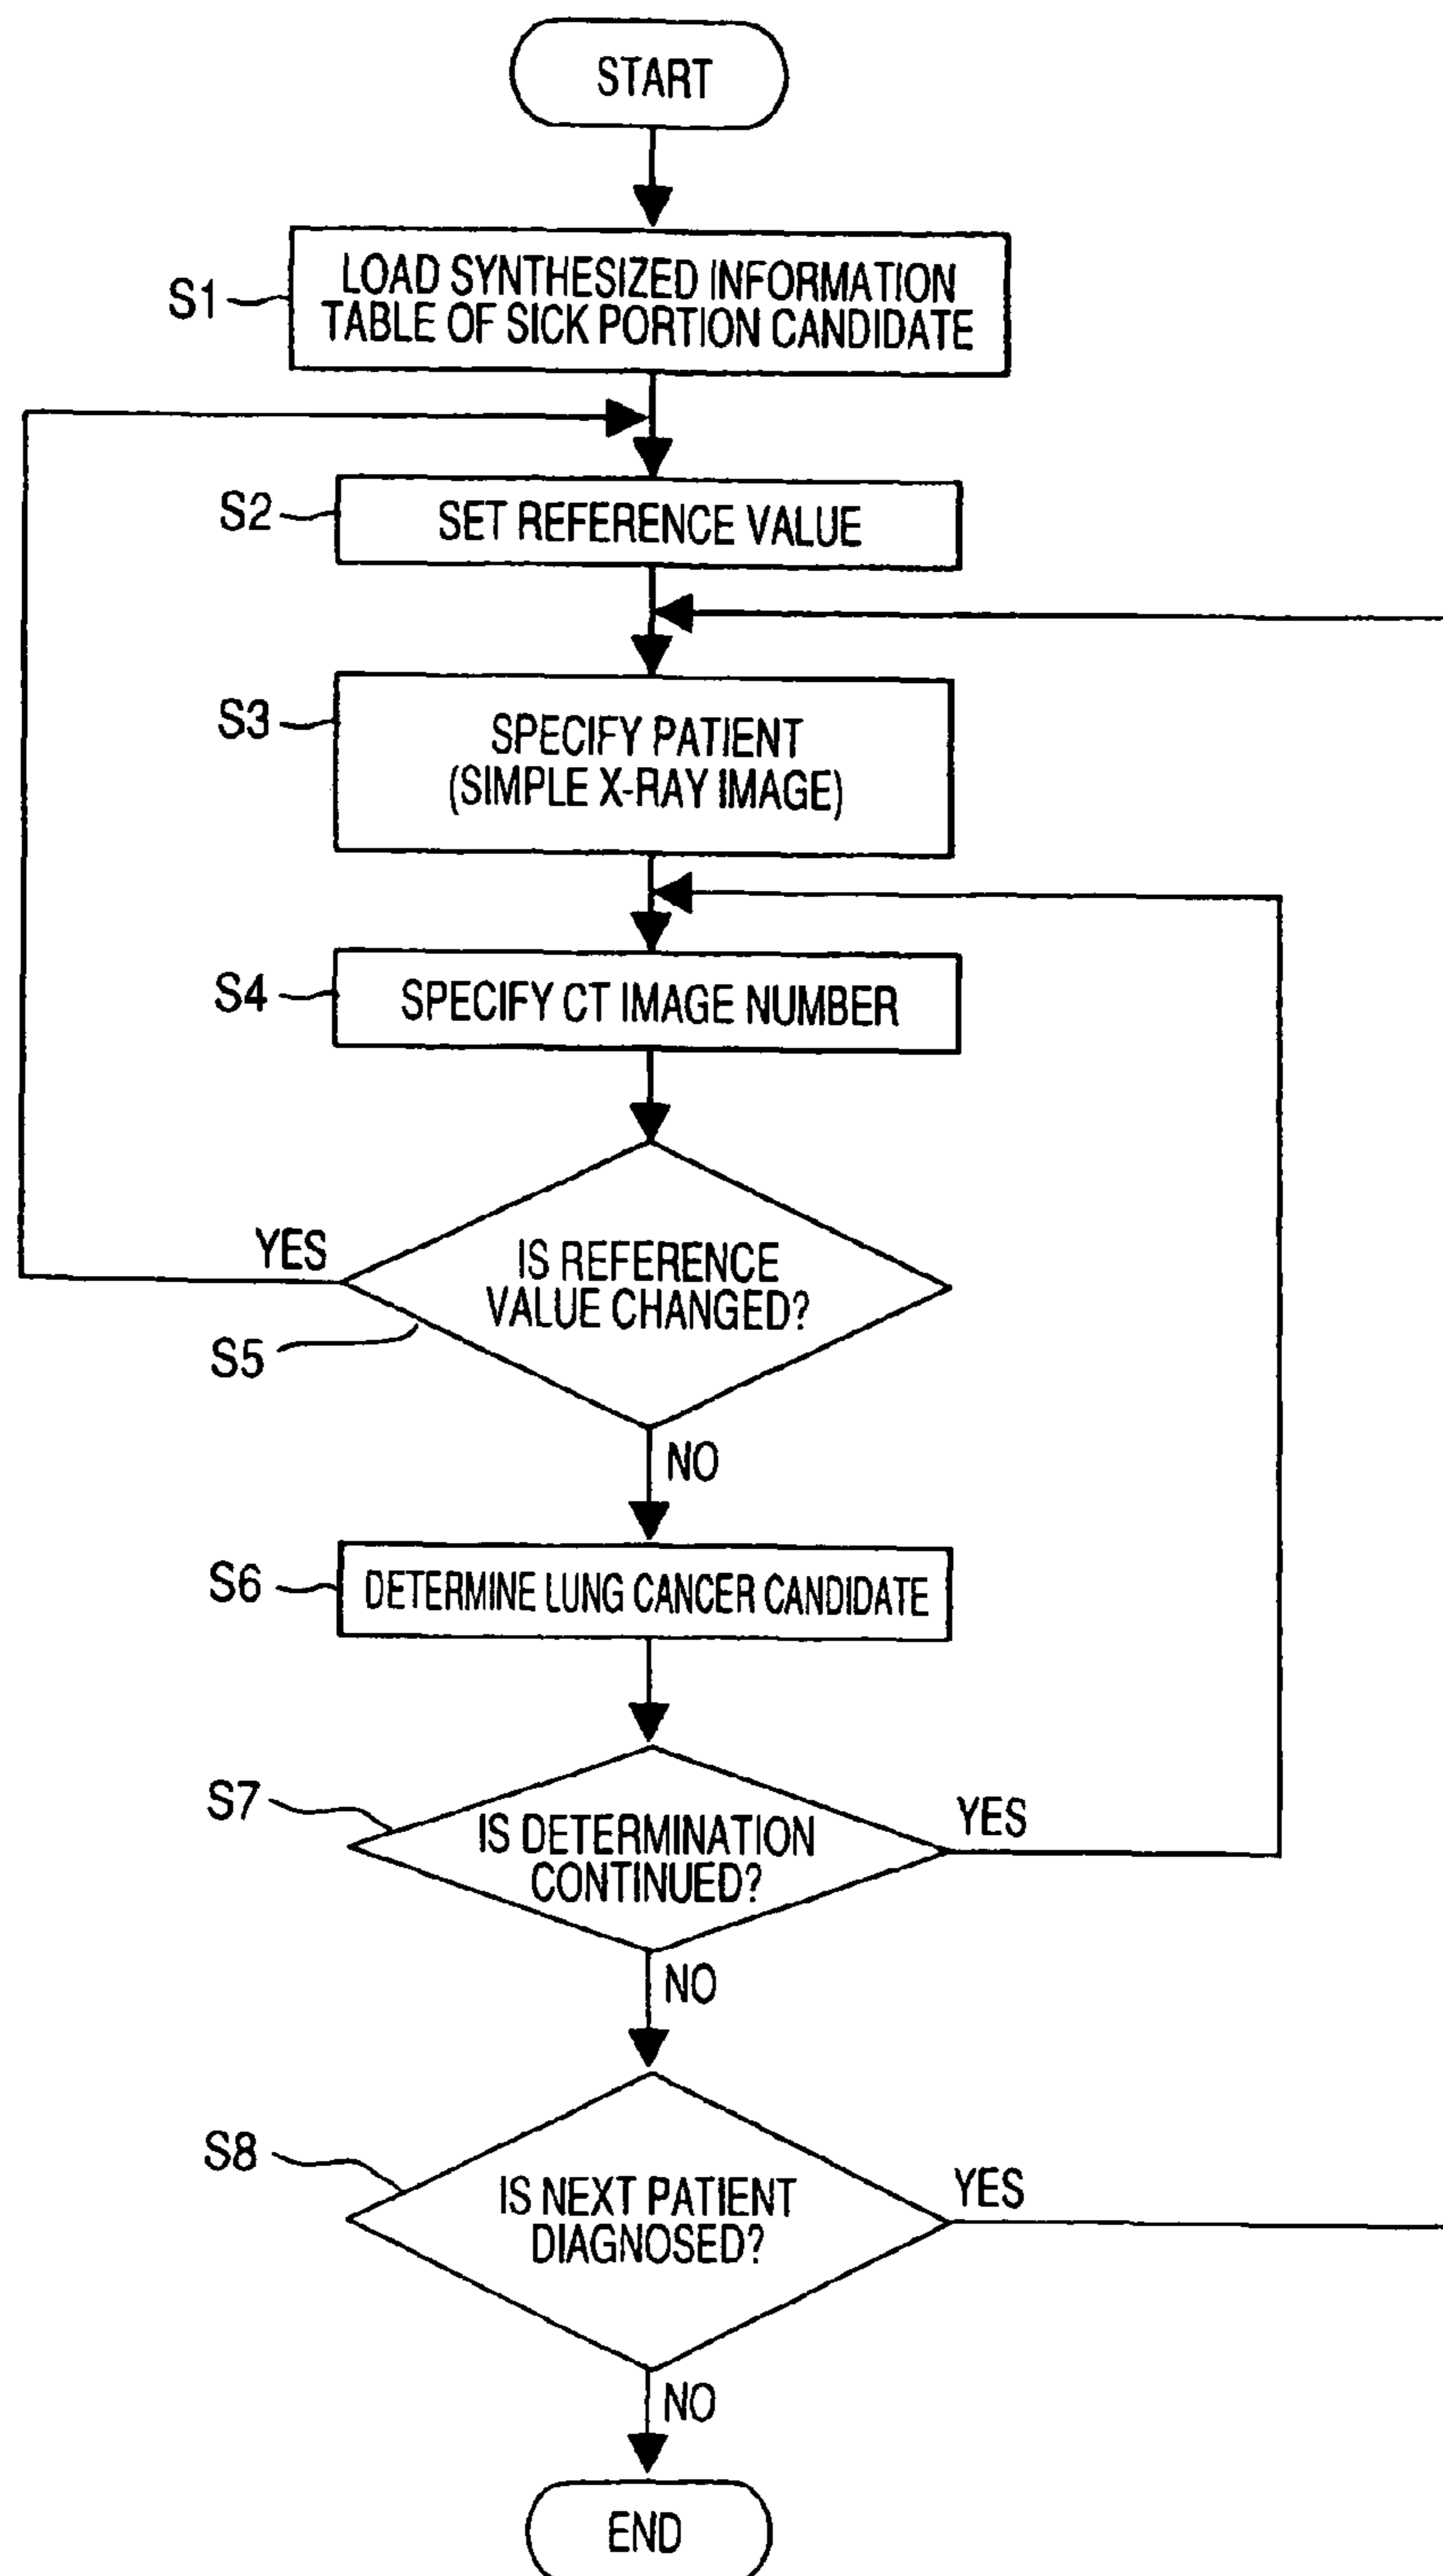 START
S1
LOAD SYNTHESIZED INFORMATION
TABLE OF SICK PORTION CANDIDATE
S2
SET REFERENCE VALUE
S3
SPECIFY PATIENT
(SIMPLE X-RAY IMAGE)
S4
SPECIFY CT IMAGE NUMBER
YES
IS REFERENCE
VALUE CHANGED?
S5
NO
S6
DETERMINE LUNG CANCER CANDIDATE
S7
IS DETERMINATION
CONTINUED?
YES
NO
S8
IS NEXT PATIENT
DIAGNOSED?
YES
NO
END